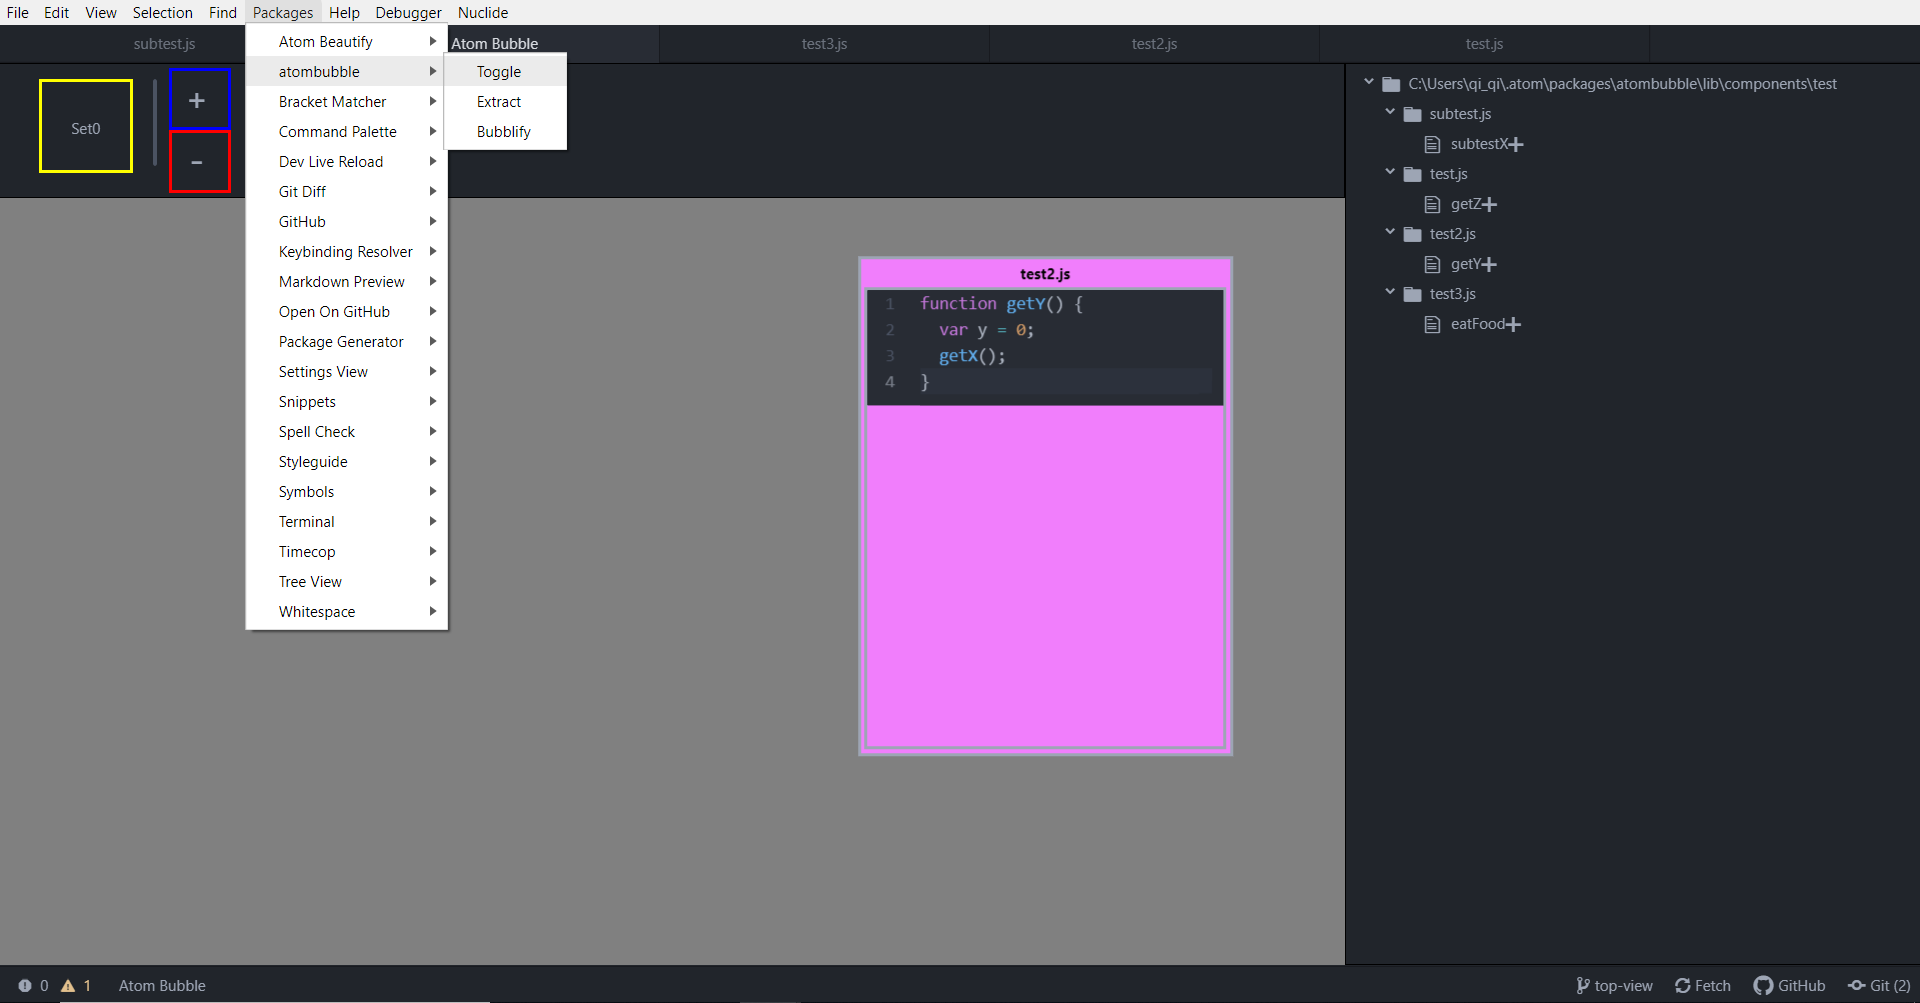 File Edit View Selection Find Packages Help Debugger Nuclide
subtest.js Atom Bubble test3.js test2.js test.js
Set0
+
-
Atom Beautify
atombubble
Bracket Matcher
Command Palette
Dev Live Reload
Git Diff
GitHub
Keybinding Resolver
Markdown Preview
Open On GitHub
Package Generator
Settings View
Snippets
Spell Check
Styleguide
Symbols
Terminal
Timecop
Tree View
Whitespace
Toggle
Extract
Bubblify
test2.js
1 function getY() {
2 var y = 0;
3 getX();
4 }
C:\Users\qi_qi\.atom\packages\atombubble\lib\components\test
subtest.js
subtestX+
test.js
getZ+
test2.js
getY+
test3.js
eatFood+
0 1 Atom Bubble top-view Fetch GitHub Git (2)